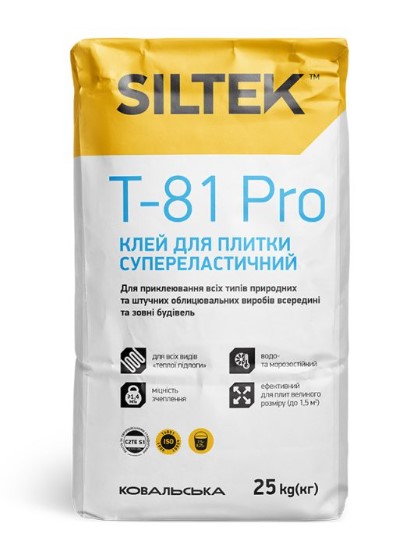 SILTEK™
T-81 Pro
КЛЕЙ ДЛЯ ПЛИТКИ
СУПЕРЕЛАСТИЧНИЙ
Для приклеювання всіх типів природних
та штучних облицювальних виробів всередині
та зовні будівель
для всіх видів
«теплої підлоги»
водо-
та морозостійкий
≥1,4
МПа
міцність
зчеплення
ефективний
для плит великого
розміру (до 1,5 м²)
C2TE S1
ISO
КОВАЛЬСЬКА
25 kg(кг)